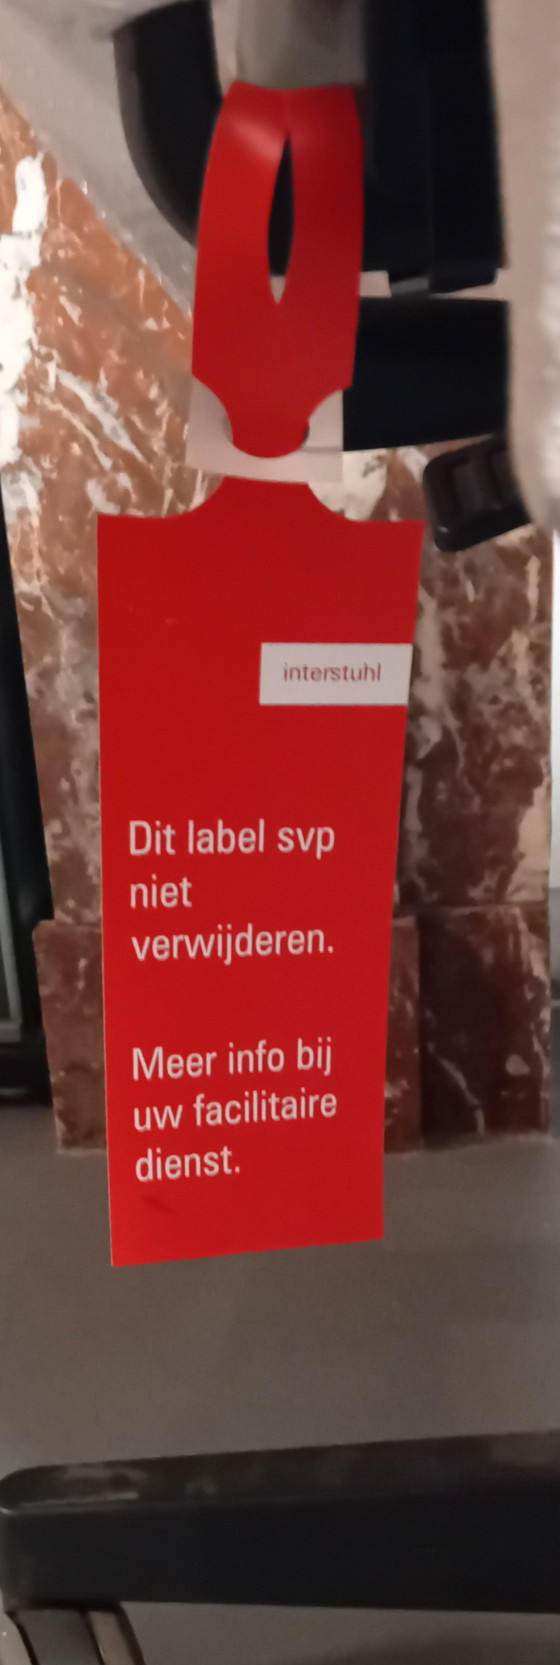 interstuhl
Dit label svp
niet
verwijderen.
Meer info bij
uw facilitaire
dienst.